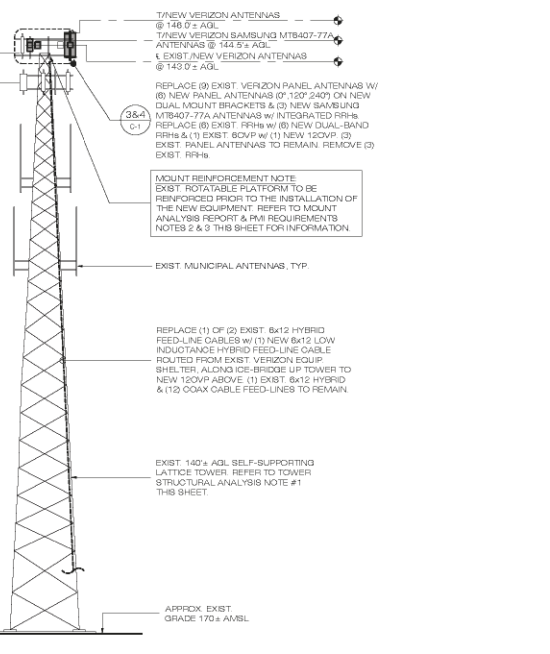 T/NEW VERIZON ANTENNAS
@ 146.0'± AGL
T/NEW VERIZON SAMSUNG MT6407-77A
ANTENNAS @ 144.5'± AGL
℄ EXIST./NEW VERIZON ANTENNAS
@ 143.0'± AGL
REPLACE (9) EXIST. VERIZON PANEL ANTENNAS W/
(6) NEW PANEL ANTENNAS (0°,120°,240°) ON NEW
DUAL MOUNT BRACKETS & (3) NEW SAMSUNG
MT6407-77A ANTENNAS w/ INTEGRATED RRHs.
REPLACE (6) EXIST. RRHs w/ (6) NEW DUAL-BAND
RRHs & (1) EXIST. 6OVP w/ (1) NEW 12OVP. (3)
EXIST. PANEL ANTENNAS TO REMAIN. REMOVE (3)
EXIST. RRHs.
3&4
C-1
MOUNT REINFORCEMENT NOTE:
EXIST. ROTATABLE PLATFORM TO BE
REINFORCED PRIOR TO THE INSTALLATION OF
THE NEW EQUIPMENT. REFER TO MOUNT
ANALYSIS REPORT & PMI REQUIREMENTS
NOTES 2 & 3 THIS SHEET FOR INFORMATION.
EXIST. MUNICIPAL ANTENNAS, TYP.
REPLACE (1) OF (2) EXIST. 6x12 HYBRID
FEED-LINE CABLES w/ (1) NEW 6x12 LOW
INDUCTANCE HYBRID FEED-LINE CABLE
ROUTED FROM EXIST. VERIZON EQUIP.
SHELTER, ALONG ICE-BRIDGE UP TOWER TO
NEW 12OVP ABOVE. (1) EXIST. 6x12 HYBRID
& (12) COAX CABLE FEED-LINES TO REMAIN.
EXIST. 140'± AGL SELF-SUPPORTING
LATTICE TOWER. REFER TO TOWER
STRUCTURAL ANALYSIS NOTE #1
THIS SHEET.
APPROX. EXIST.
GRADE 170± AMSL